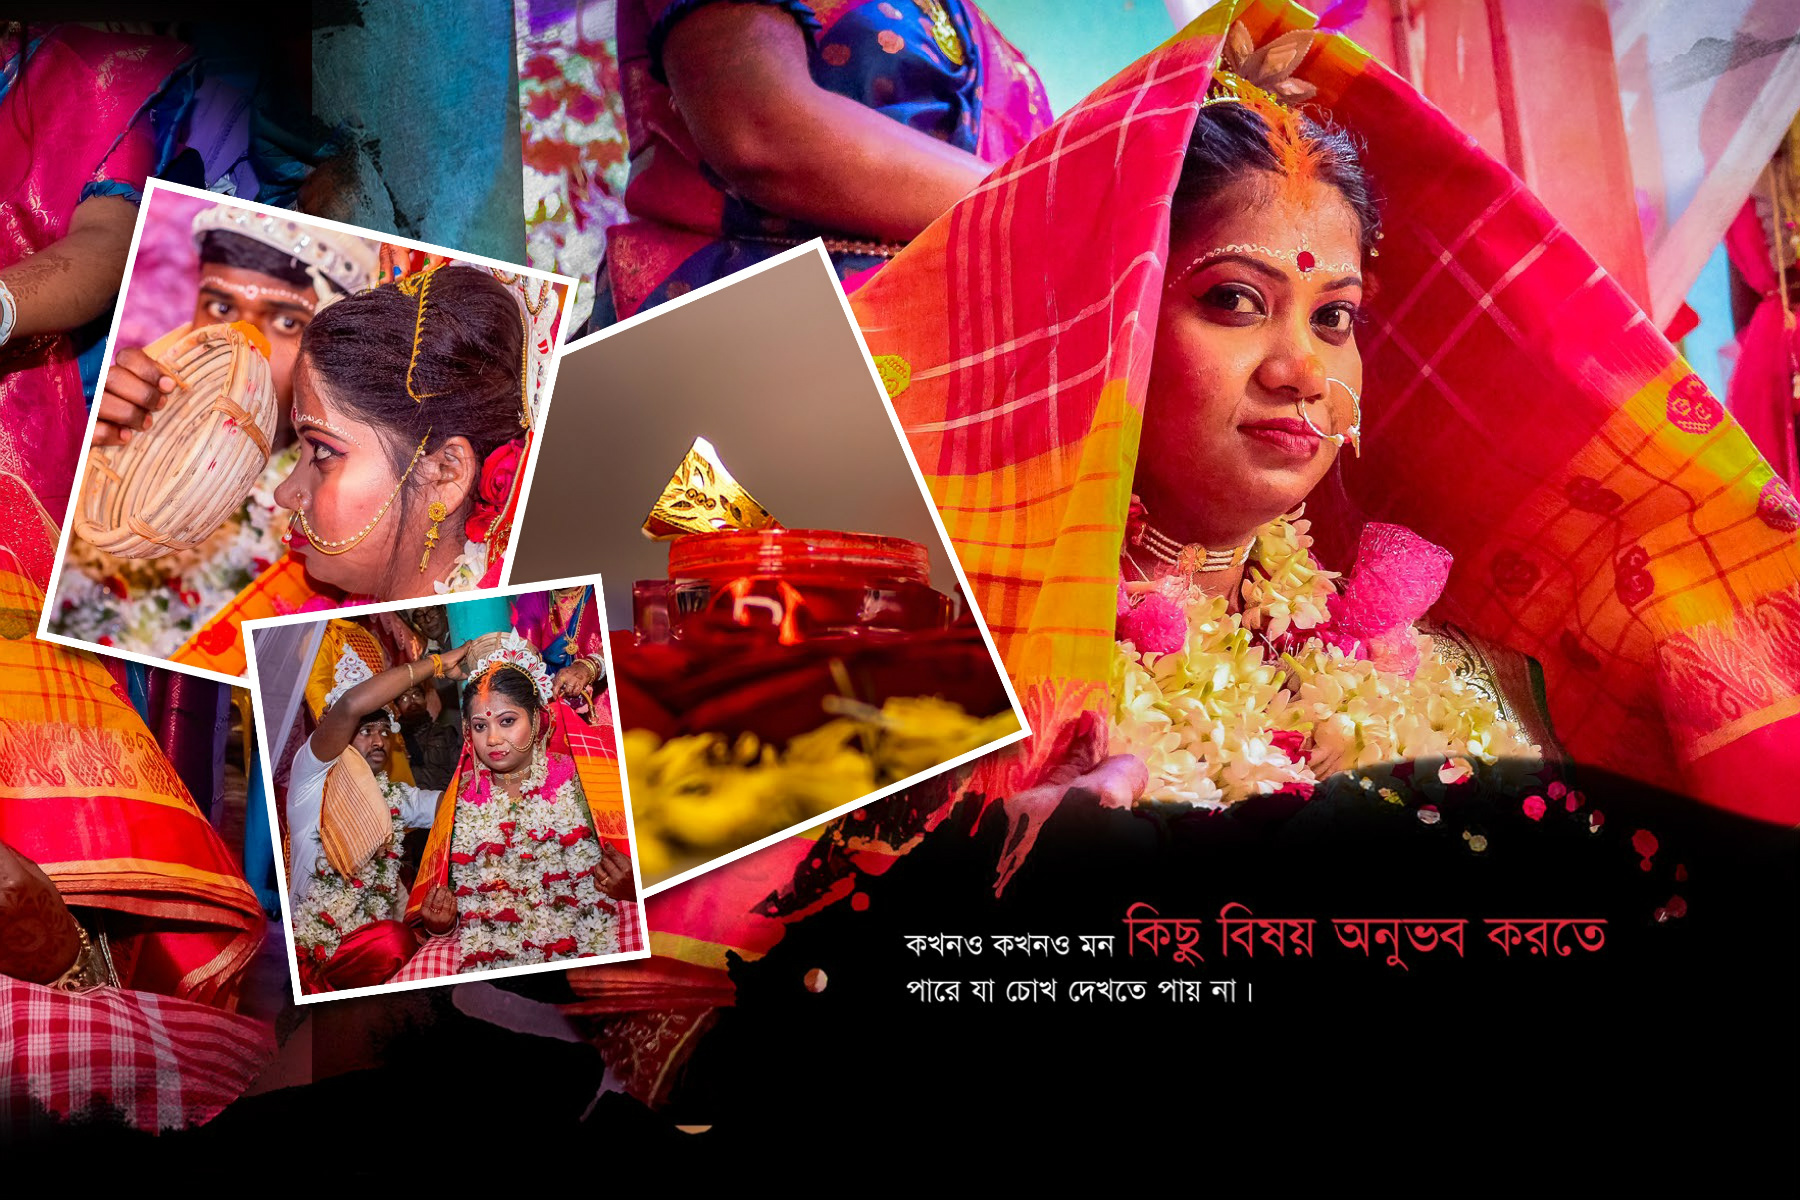 কখনও কখনও মন কিছু বিষয় অনুভব করতে
পারে যা চোখ দেখতে পায় না।